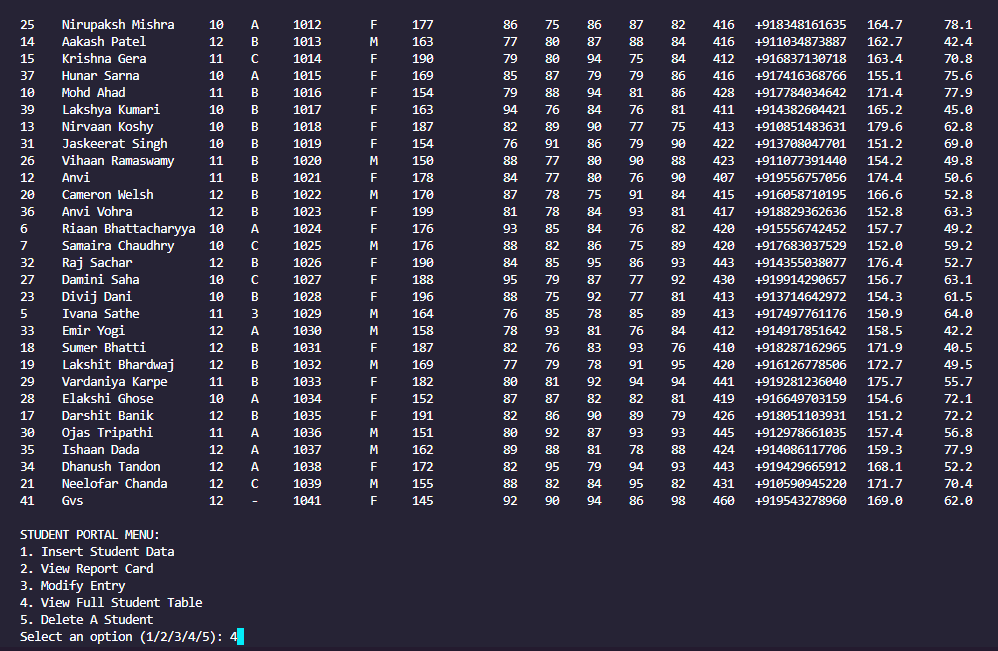 25 Nirupaksh Mishra 10 A 1012 F 177 86 75 86 87 82 416 +918348161635 164.7 78.1
14 Aakash Patel 12 B 1013 M 163 77 80 87 88 84 416 +911034873887 162.7 42.4
15 Krishna Gera 11 C 1014 F 190 79 80 94 75 84 412 +916837130718 163.4 70.8
37 Hunar Sarna 10 A 1015 F 169 85 87 79 79 86 416 +917416368766 155.1 75.6
10 Mohd Ahad 11 B 1016 F 154 79 88 94 81 86 428 +917784034642 171.4 77.9
39 Lakshya Kumari 10 B 1017 F 163 94 76 84 76 81 411 +914382604421 165.2 45.0
13 Nirvaan Koshy 10 B 1018 F 187 82 89 90 77 75 413 +910851483631 179.6 62.8
31 Jaskeerat Singh 10 B 1019 F 154 76 91 86 79 90 422 +913708047701 151.2 69.0
26 Vihaan Ramaswamy 11 B 1020 M 150 88 77 80 90 88 423 +911077391440 154.2 49.8
12 Anvi 11 B 1021 F 178 84 77 80 76 90 407 +919556757056 174.4 50.6
20 Cameron Welsh 12 B 1022 M 170 87 78 75 91 84 415 +916058710195 166.6 52.8
36 Anvi Vohra 12 B 1023 F 199 81 78 84 93 81 417 +918829362636 152.8 63.3
6 Riaan Bhattacharyya 10 A 1024 F 176 93 85 84 76 82 420 +915556742452 157.7 49.2
7 Samaira Chaudhry 10 C 1025 M 176 88 82 86 75 89 420 +917683037529 152.0 59.2
32 Raj Sachar 12 B 1026 F 190 84 85 95 86 93 443 +914355038077 176.4 52.7
27 Damini Saha 10 C 1027 F 188 95 79 87 77 92 430 +919914290657 156.7 63.1
23 Divij Dani 10 B 1028 F 196 88 75 92 77 81 413 +913714642972 154.3 61.5
5 Ivana Sathe 11 3 1029 M 164 76 85 78 85 89 413 +917497761176 150.9 64.0
33 Emir Yogi 12 A 1030 M 158 78 93 81 76 84 412 +914917851642 158.5 42.2
18 Sumer Bhatti 12 B 1031 F 187 82 76 83 93 76 410 +918287162965 171.9 40.5
19 Lakshit Bhardwaj 12 B 1032 M 169 77 79 78 91 95 420 +916126778506 172.7 49.5
29 Vardaniya Karpe 11 B 1033 F 182 80 81 92 94 94 441 +919281236040 175.7 55.7
28 Elakshi Ghose 10 A 1034 F 152 87 87 82 82 81 419 +916649703159 154.6 72.1
17 Darshit Banik 12 B 1035 F 191 82 86 90 89 79 426 +918051103931 151.2 72.2
30 Ojas Tripathi 11 A 1036 M 151 80 92 87 93 93 445 +912978661035 157.4 56.8
35 Ishaan Dada 12 A 1037 M 162 89 88 81 78 88 424 +914086117706 159.3 77.9
34 Dhanush Tandon 12 A 1038 F 172 82 95 79 94 93 443 +919429665912 168.1 52.2
21 Neelofar Chanda 12 C 1039 M 155 88 82 84 95 82 431 +910590945220 171.7 70.4
41 Gvs 12 - 1041 F 145 92 90 94 86 98 460 +919543278960 169.0 62.0
STUDENT PORTAL MENU:
1. Insert Student Data
2. View Report Card
3. Modify Entry
4. View Full Student Table
5. Delete A Student
Select an option (1/2/3/4/5): 4